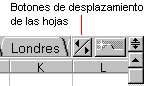 Botones de desplazamiento
de las hojas
Londres
K L